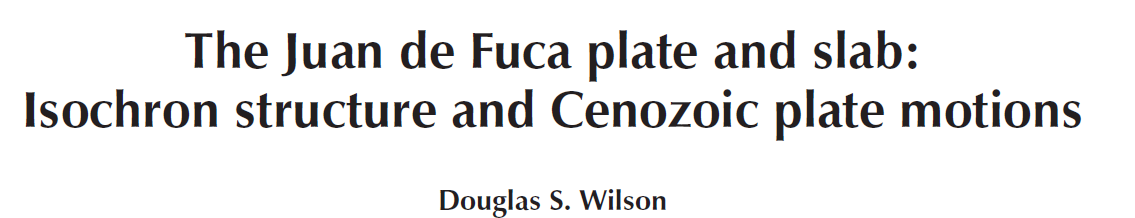 The Juan de Fuca plate and slab:
Isochron structure and Cenozoic plate motions
Douglas S. Wilson